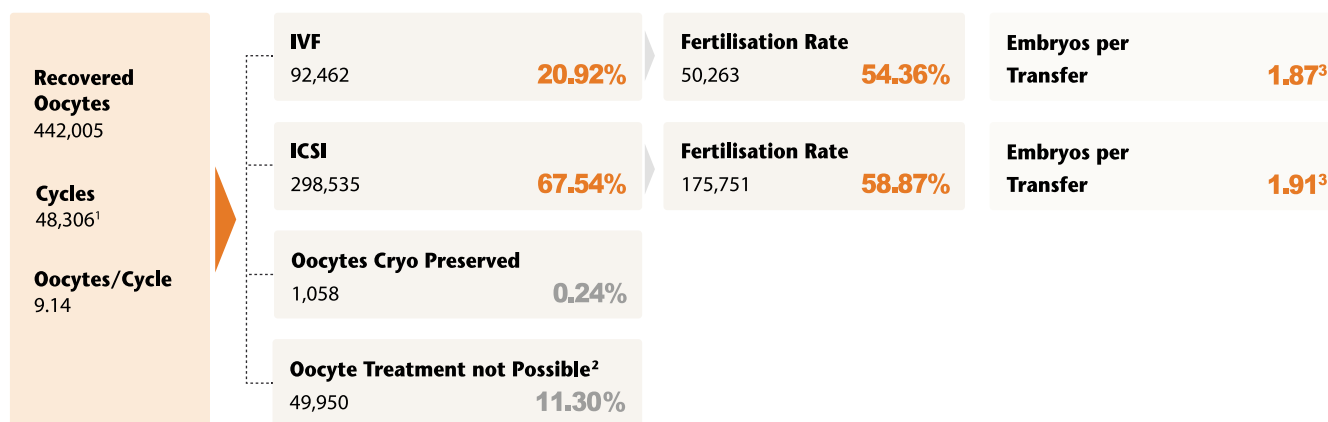 Recovered
Oocytes
442,005
Cycles
48,306¹
Oocytes/Cycle
9.14
IVF
92,462 20.92%
Fertilisation Rate
50,263 54.36%
Embryos per
Transfer 1.87³
ICSI
298,535 67.54%
Fertilisation Rate
175,751 58.87%
Embryos per
Transfer 1.91³
Oocytes Cryo Preserved
1,058 0.24%
Oocyte Treatment not Possible²
49,950 11.30%